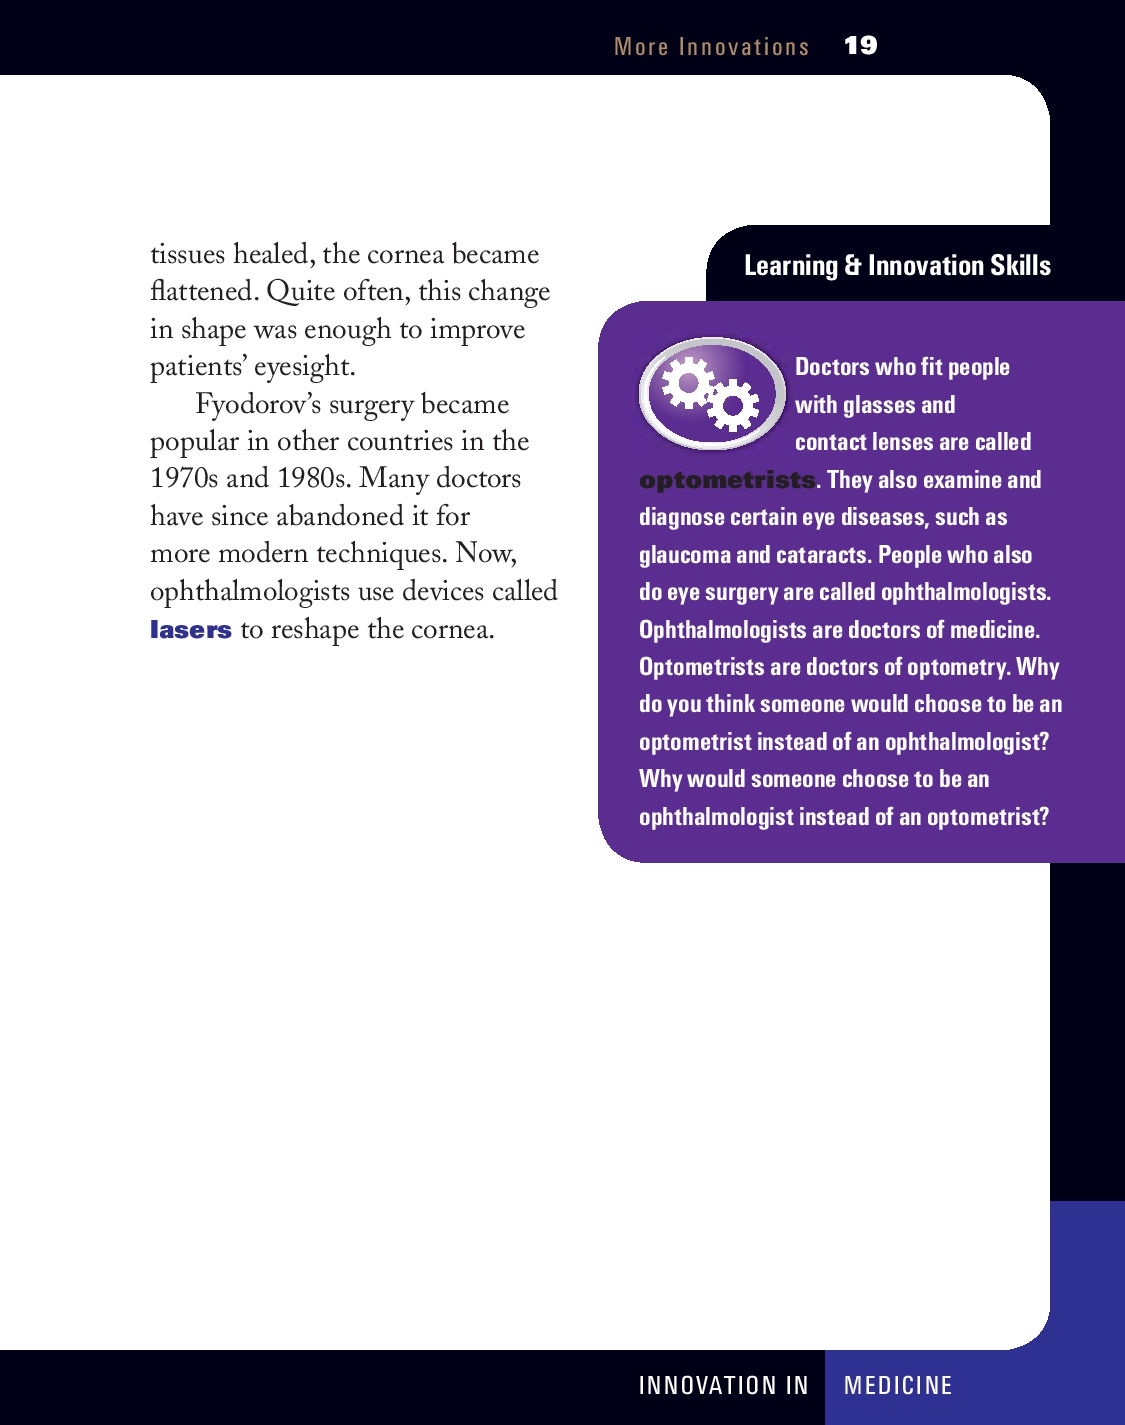 More Innovations 19
tissues healed, the cornea became
flattened. Quite often, this change
in shape was enough to improve
patients’ eyesight.
Fyodorov’s surgery became
popular in other countries in the
1970s and 1980s. Many doctors
have since abandoned it for
more modern techniques. Now,
ophthalmologists use devices called
lasers to reshape the cornea.
Learning & Innovation Skills
Doctors who fit people
with glasses and
contact lenses are called
optometrists. They also examine and
diagnose certain eye diseases, such as
glaucoma and cataracts. People who also
do eye surgery are called ophthalmologists.
Ophthalmologists are doctors of medicine.
Optometrists are doctors of optometry. Why
do you think someone would choose to be an
optometrist instead of an ophthalmologist?
Why would someone choose to be an
ophthalmologist instead of an optometrist?
INNOVATION IN MEDICINE